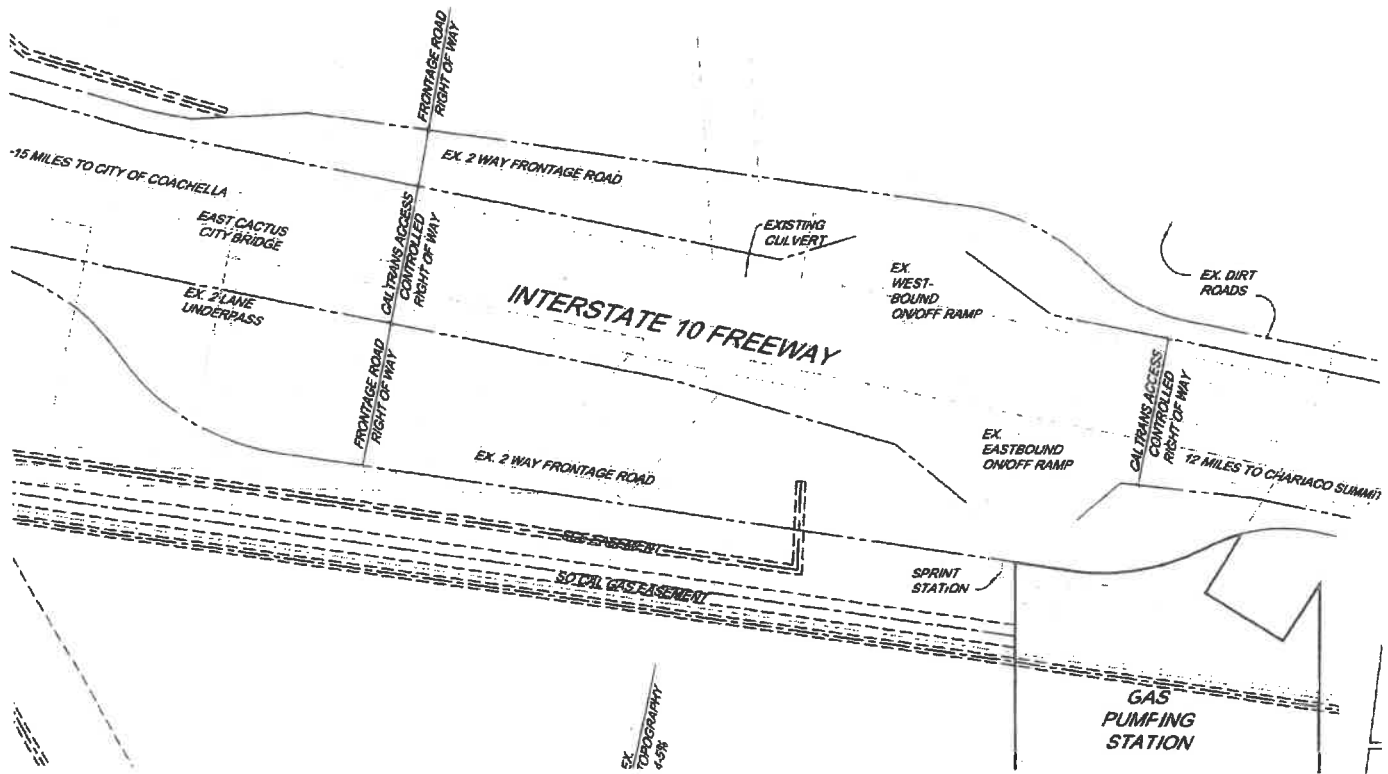 FRONTAGE ROAD
RIGHT OF WAY
EX. 2 WAY FRONTAGE ROAD
-15 MILES TO CITY OF COACHELLA
EAST CACTUS
CITY BRIDGE
CALTRANS ACCESS
CONTROLLED
RIGHT OF WAY
EXISTING
CULVERT
EX.
WEST-
BOUND
ON/OFF RAMP
EX. DIRT
ROADS
EX. 2 LANE
UNDERPASS
INTERSTATE 10 FREEWAY
FRONTAGE ROAD
RIGHT OF WAY
CALTRANS ACCESS
CONTROLLED
RIGHT OF WAY
EX.
EASTBOUND
ON/OFF RAMP
12 MILES TO CHARIACO SUMMIT
EX. 2 WAY FRONTAGE ROAD
EASEMENT
SO CAL GAS EASEMENT
SPRINT
STATION
GAS
PUMPING
STATION
EX.
TOPOGRAPHY
4-5%